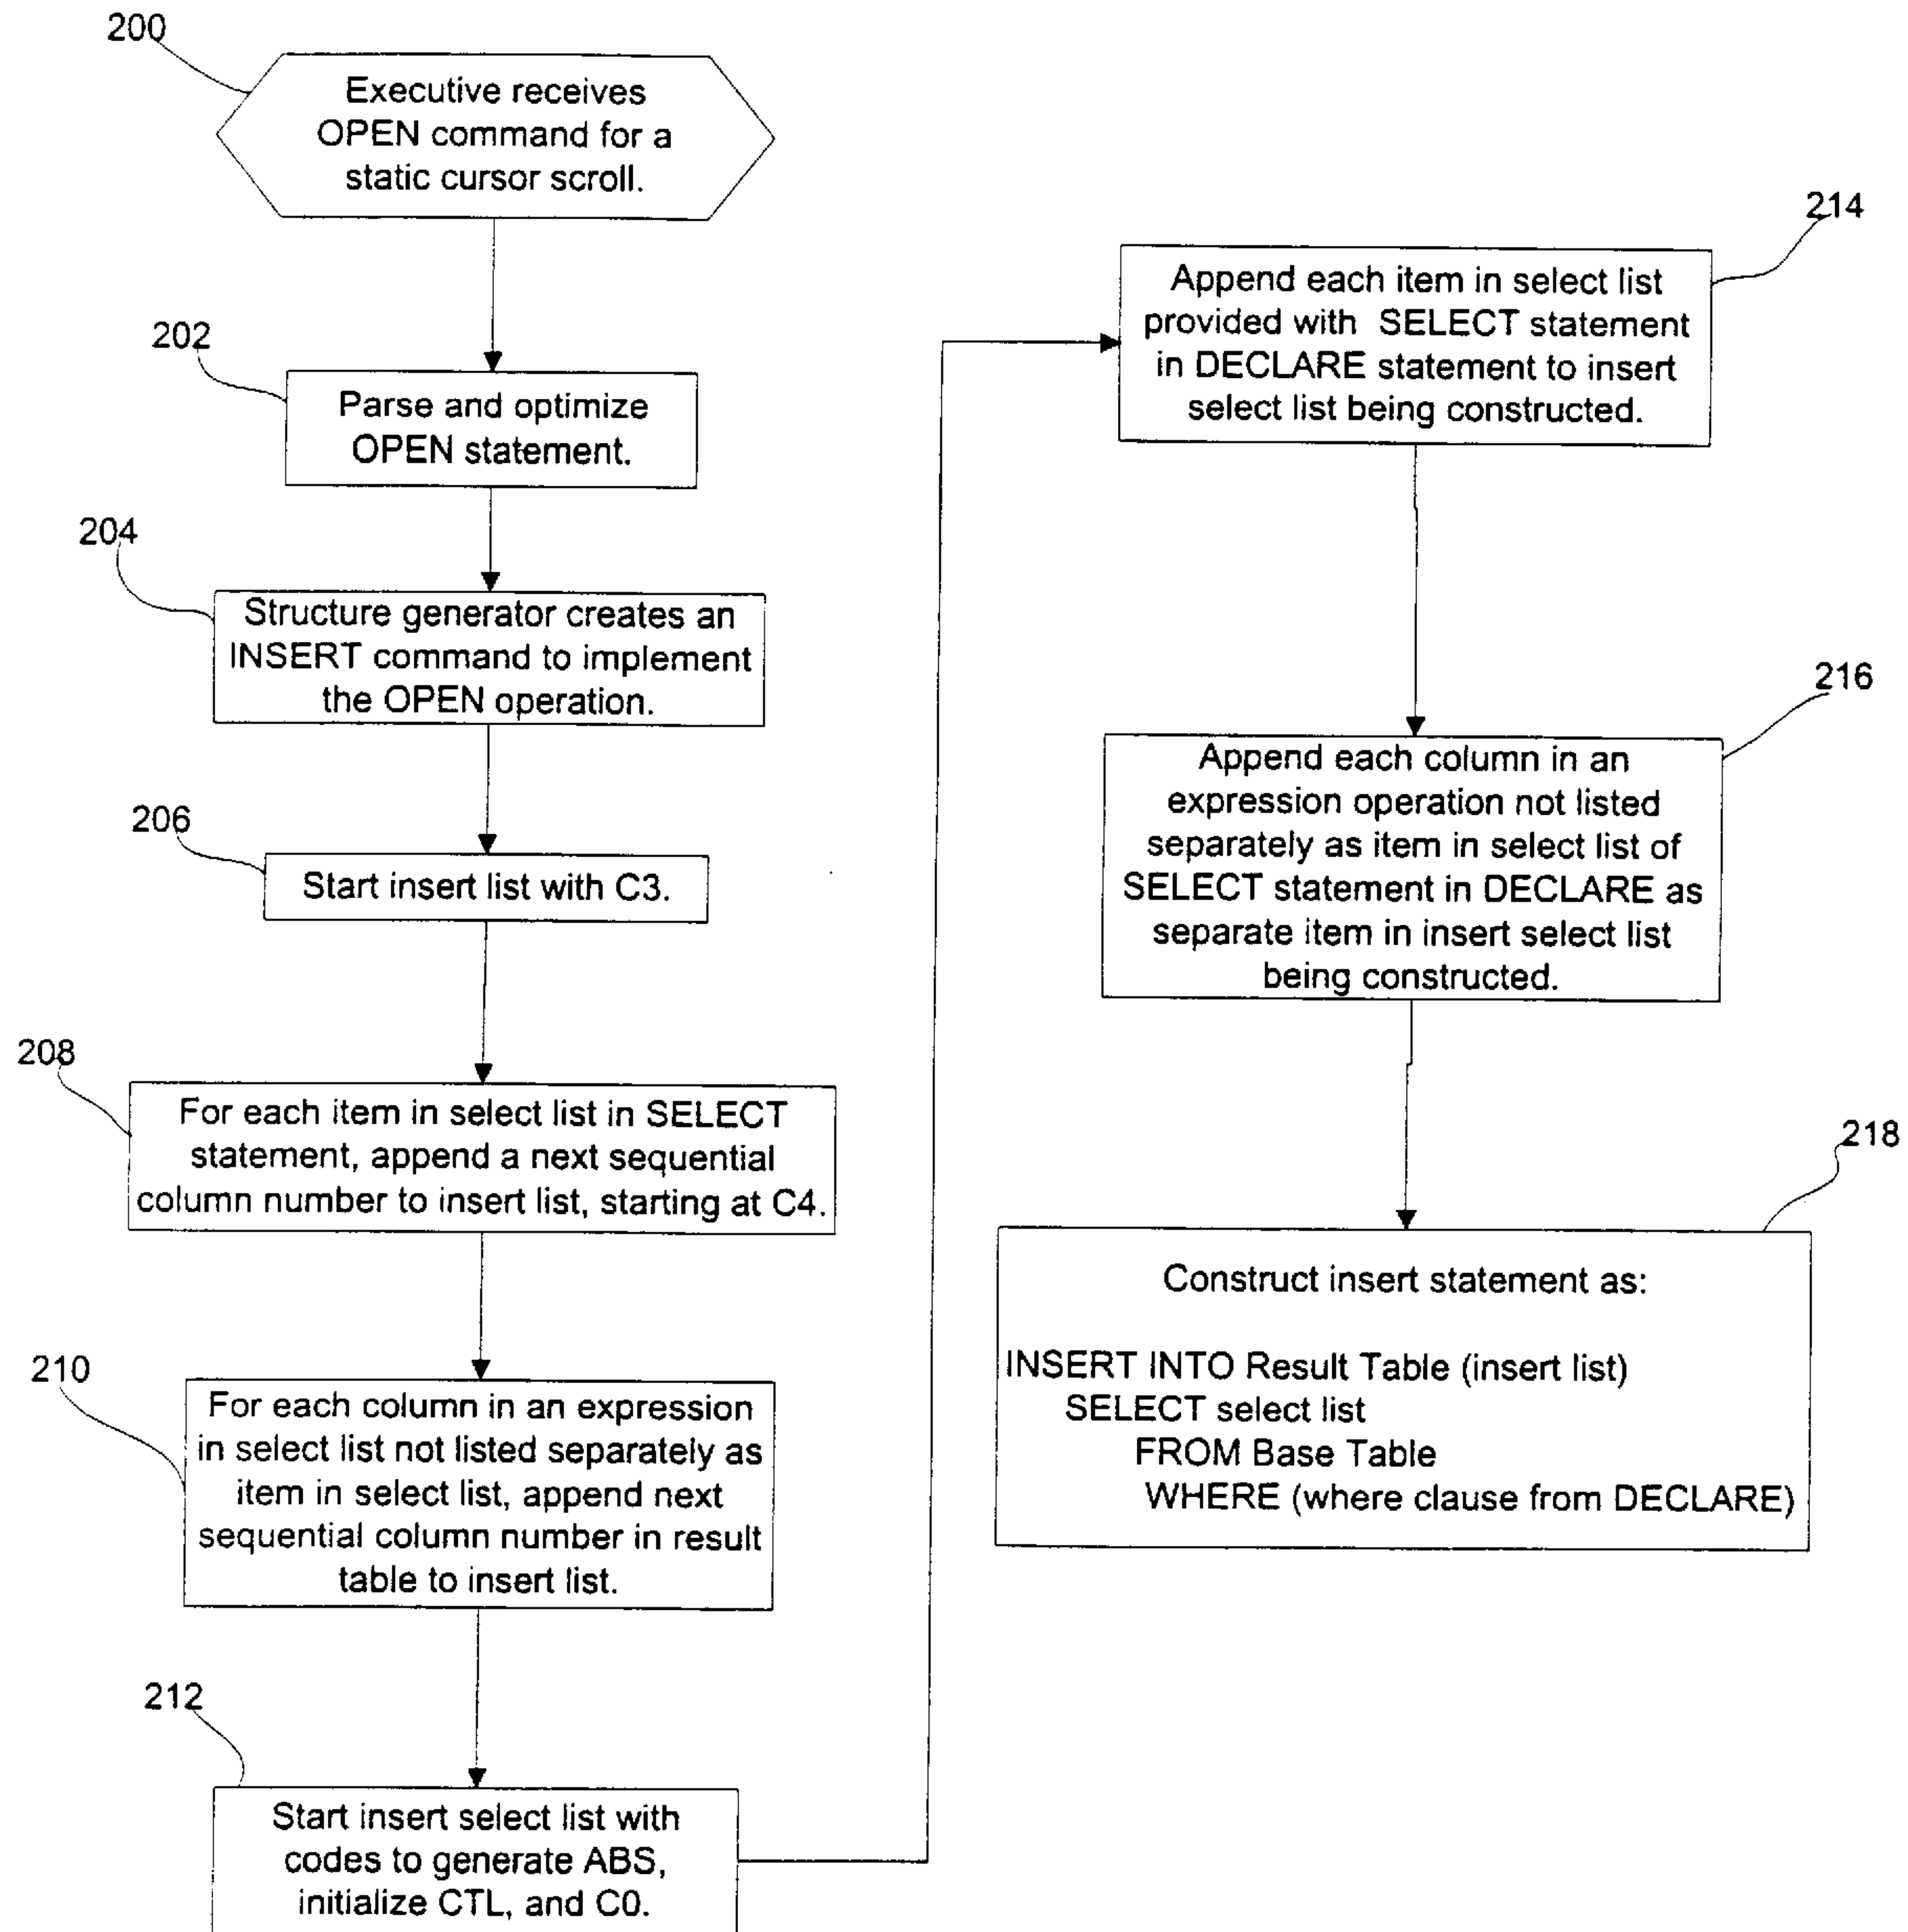 200
Executive receives
OPEN command for a
static cursor scroll.
202
Parse and optimize
OPEN statement.
204
Structure generator creates an
INSERT command to implement
the OPEN operation.
206
Start insert list with C3.
208
For each item in select list in SELECT
statement, append a next sequential
column number to insert list, starting at C4.
210
For each column in an expression
in select list not listed separately as
item in select list, append next
sequential column number in result
table to insert list.
212
Start insert select list with
codes to generate ABS,
initialize CTL, and C0.
214
Append each item in select list
provided with SELECT statement
in DECLARE statement to insert
select list being constructed.
216
Append each column in an
expression operation not listed
separately as item in select list of
SELECT statement in DECLARE as
separate item in insert select list
being constructed.
218
Construct insert statement as:
INSERT INTO Result Table (insert list)
SELECT select list
FROM Base Table
WHERE (where clause from DECLARE)